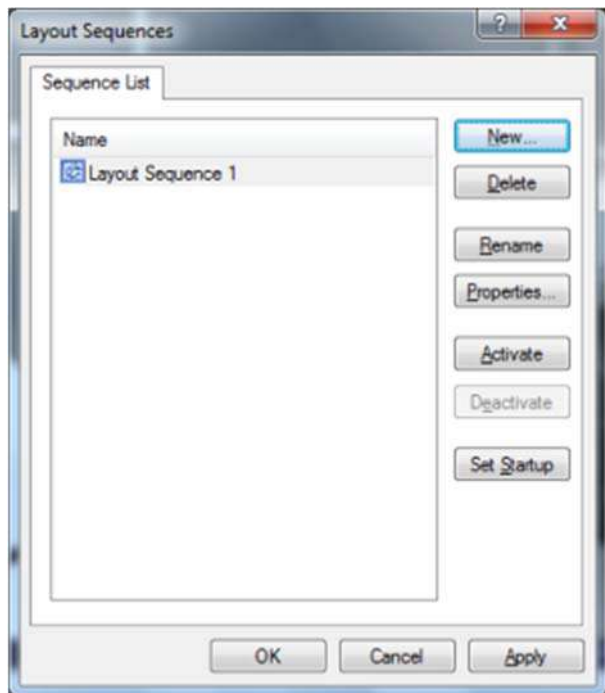 Layout Sequences
Sequence List
Name
Layout Sequence 1
New...
Delete
Rename
Properties...
Activate
Deactivate
Set Startup
OK
Cancel
Apply